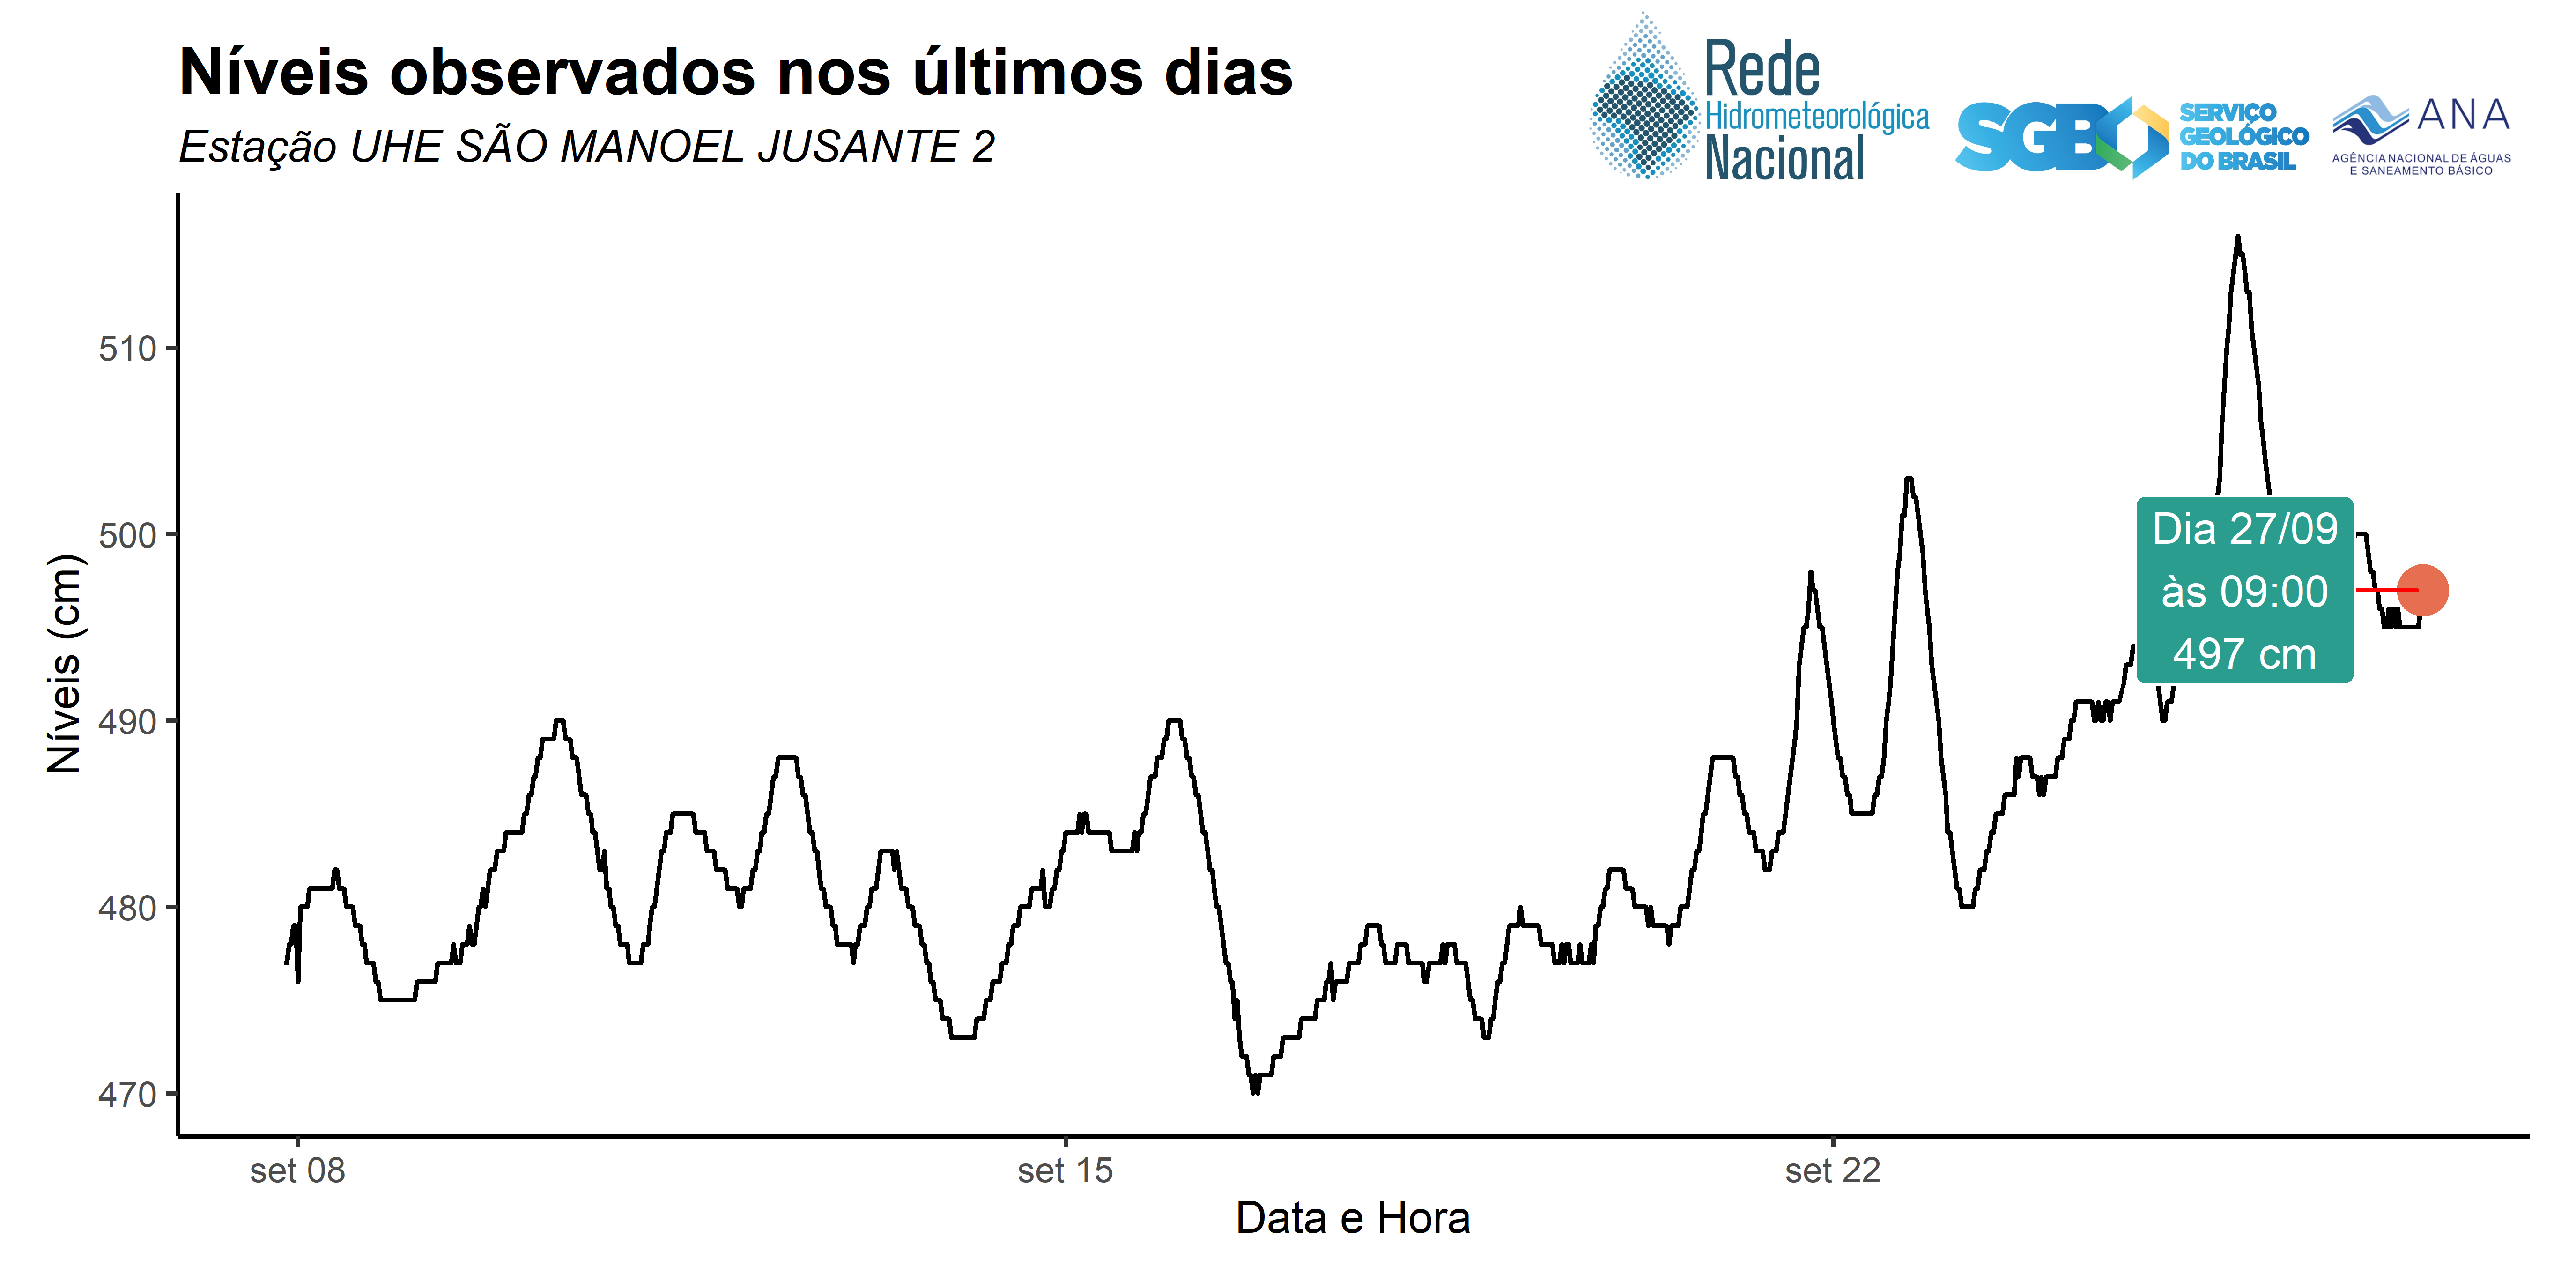 Níveis observados nos últimos dias
Estação UHE SÃO MANOEL JUSANTE 2
Rede
Hidrometeorológica
Nacional
SGB
SERVIÇO
GEOLÓGICO
DO BRASIL
ANA
AGÊNCIA NACIONAL DE ÁGUAS
E SANEAMENTO BÁSICO
Níveis (cm)
510
500
490
480
470
Dia 27/09
às 09:00
497 cm
set 08
set 15
set 22
Data e Hora